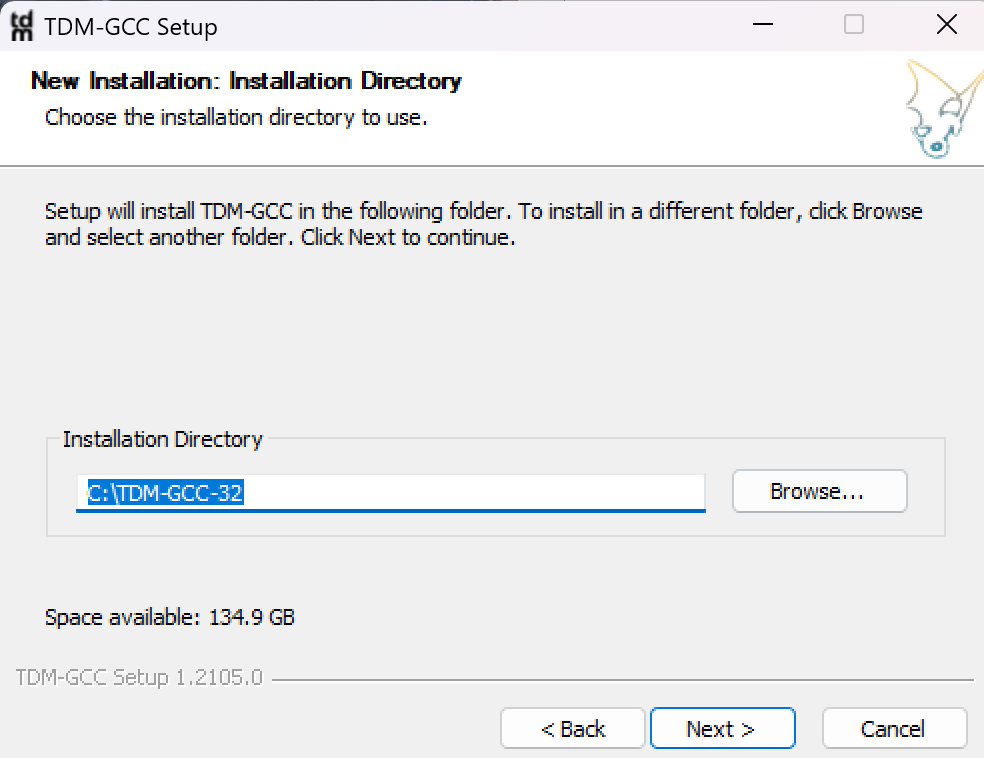 tdm TDM-GCC Setup
New Installation: Installation Directory
Choose the installation directory to use.
Setup will install TDM-GCC in the following folder. To install in a different folder, click Browse
and select another folder. Click Next to continue.
Installation Directory
C:\TDM-GCC-32
Browse...
Space available: 134.9 GB
TDM-GCC Setup 1.2105.0
< Back
Next >
Cancel